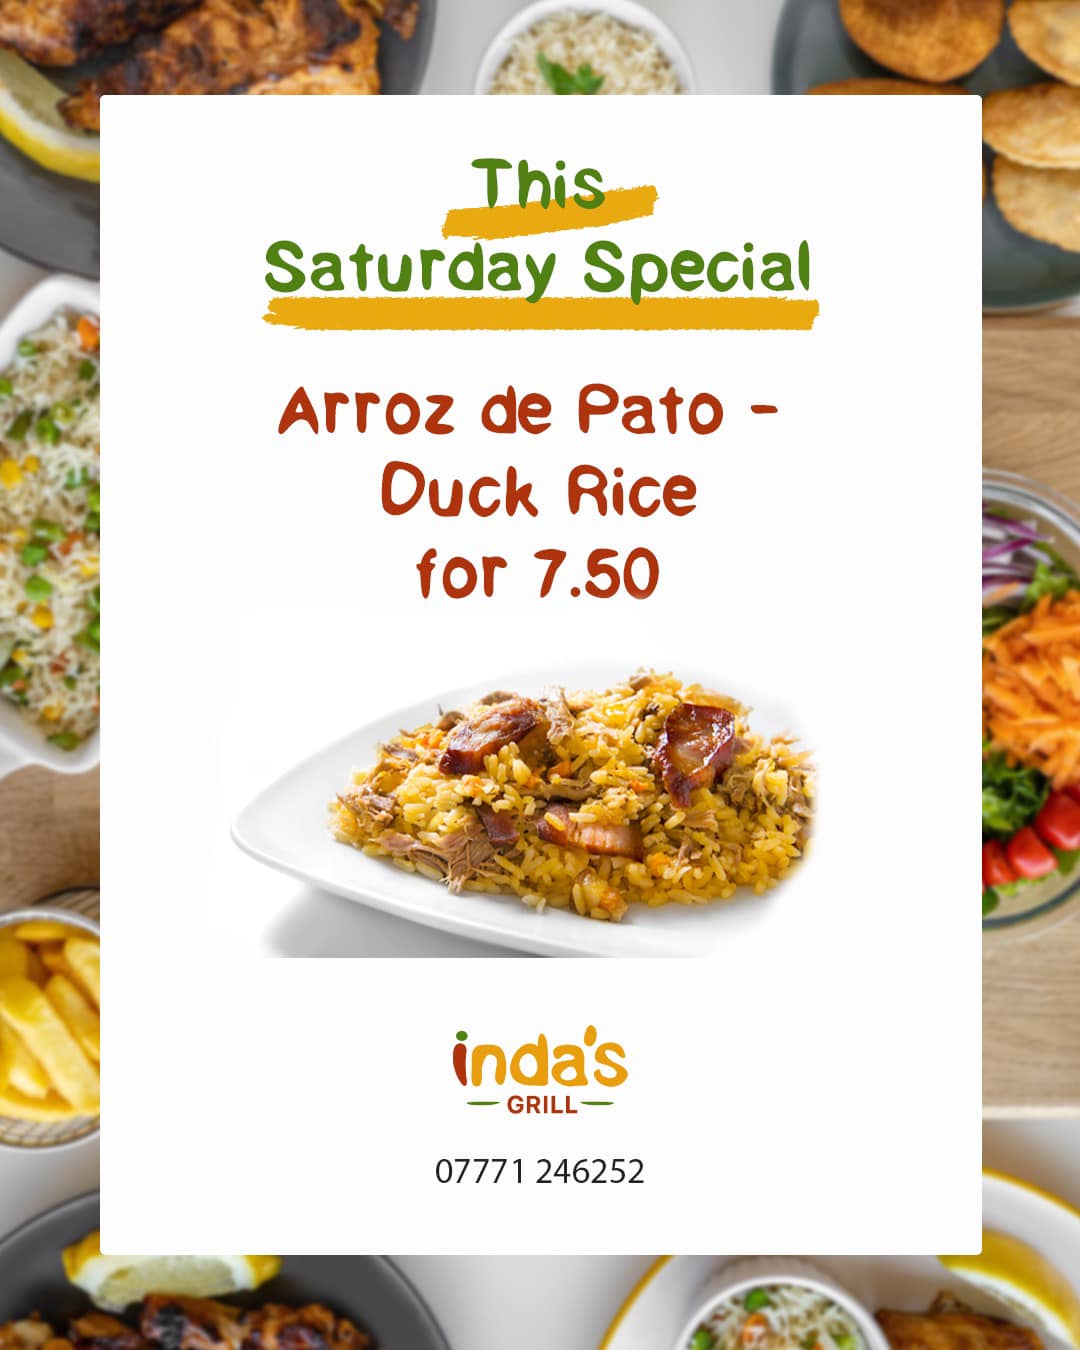 This
Saturday Special
Arroz de Pato -
Duck Rice
for 7.50
inda's
GRILL
07771 246252